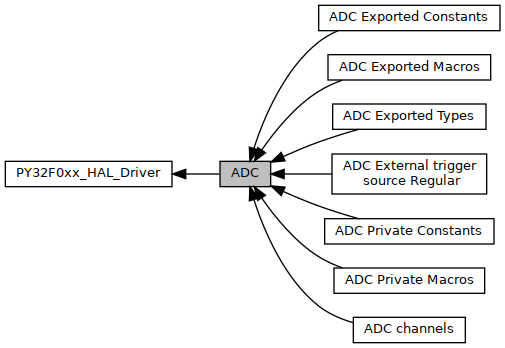 PY32F0xx_HAL_Driver
ADC
ADC Exported Constants
ADC Exported Macros
ADC Exported Types
ADC External trigger
source Regular
ADC Private Constants
ADC Private Macros
ADC channels